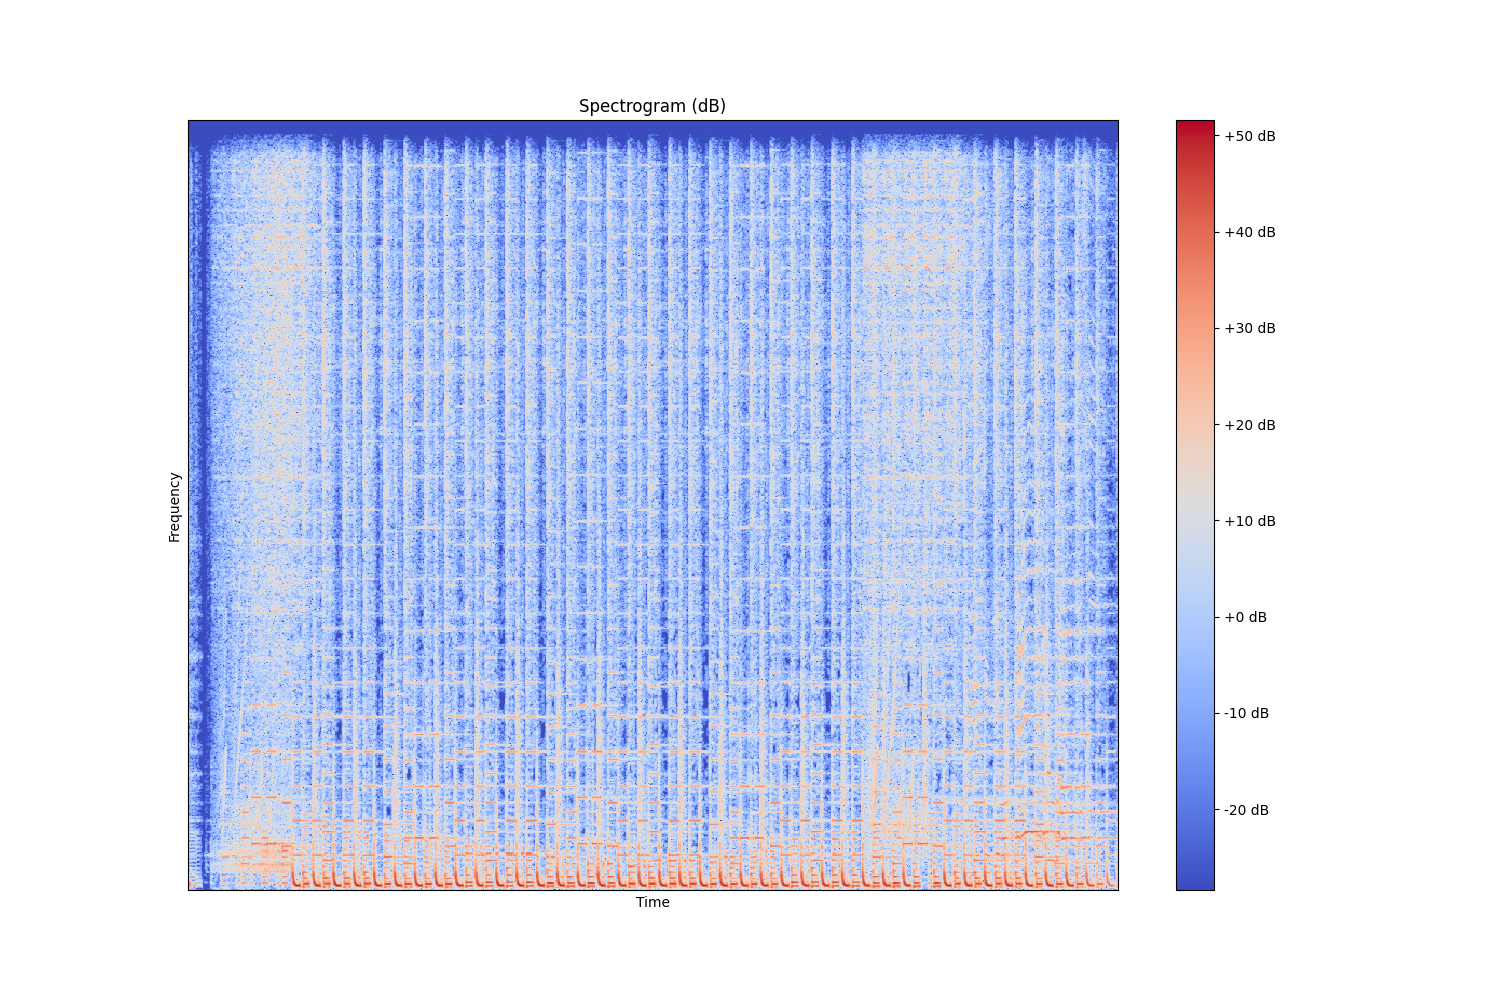 Spectrogram (dB)
Frequency
Time
+50 dB
+40 dB
+30 dB
+20 dB
+10 dB
+0 dB
-10 dB
-20 dB